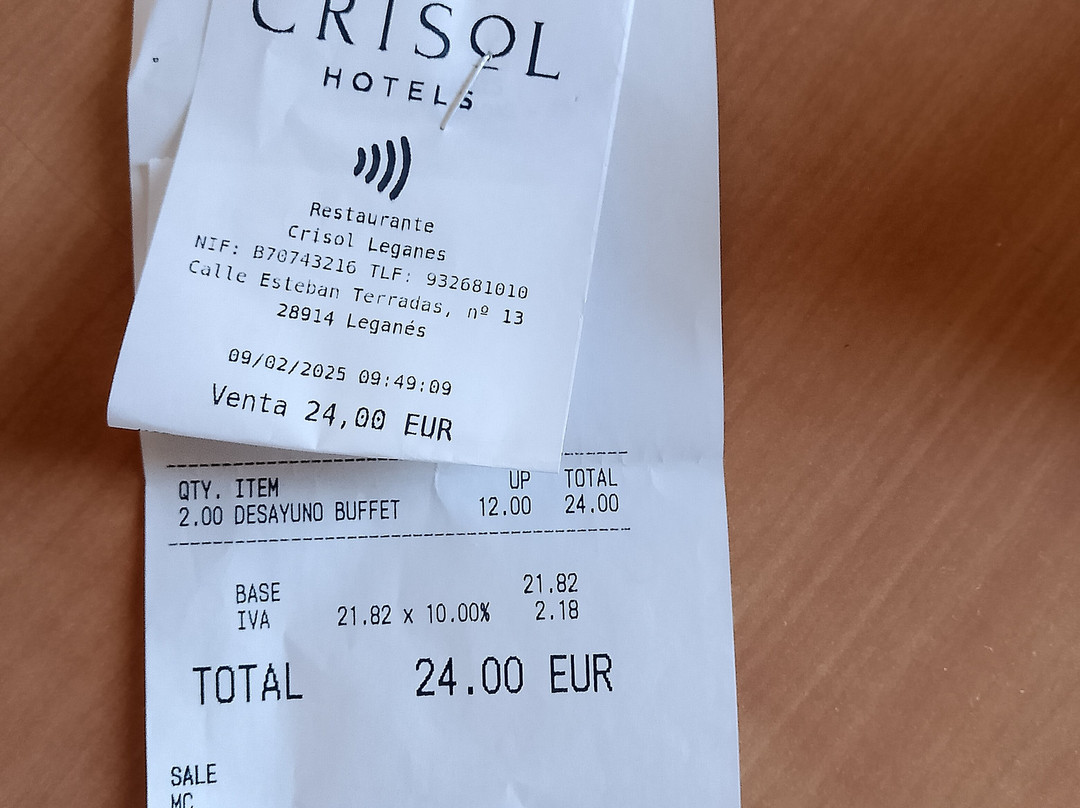 CRISOL
HOTELS
Restaurante
Crisol Leganes
NIF: B70743216 TLF: 932681010
Calle Esteban Terradas, nº 13
28914 Leganés
09/02/2025 09:49:09
Venta 24,00 EUR
QTY. ITEM UP TOTAL
2.00 DESAYUNO BUFFET 12.00 24.00
BASE 21.82
IVA 21.82 x 10.00% 2.18
TOTAL 24.00 EUR
SALE
MC